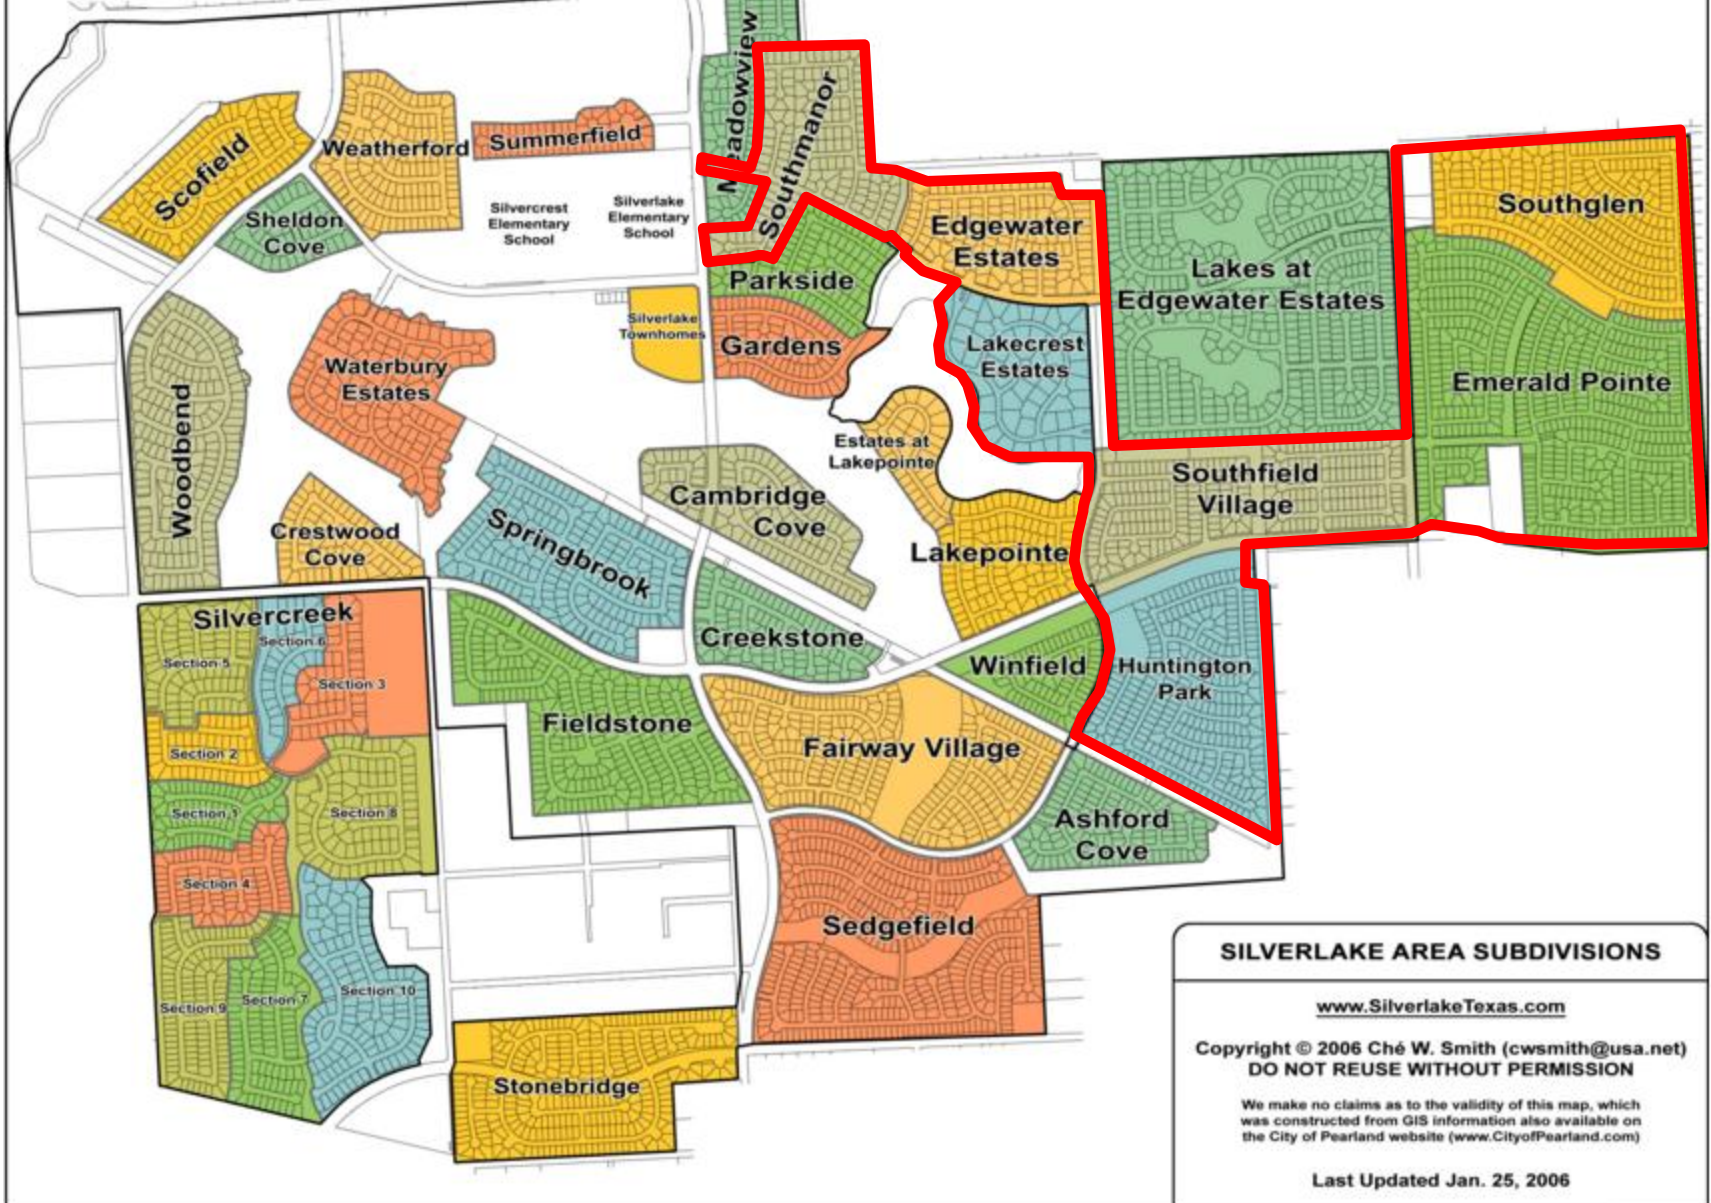 Meadowview
Southmanor
Scofield
Weatherford
Summerfield
Sheldon
Cove
Silvercrest
Elementary
School
Silverlake
Elementary
School
Edgewater
Estates
Parkside
Lakes at
Edgewater Estates
Southglen
Silverlake
Townhomes
Gardens
Lakecrest
Estates
Emerald Pointe
Waterbury
Estates
Woodbend
Estates at
Lakepointe
Southfield
Village
Cambridge
Cove
Crestwood
Cove
Springbrook
Lakepointe
Silvercreek
Section 6
Section 5
Section 3
Creekstone
Winfield
Huntington
Park
Fieldstone
Fairway Village
Section 2
Section 1
Section 8
Ashford
Cove
Section 4
Sedgefield
Section 9
Section 7
Section 10
Stonebridge
SILVERLAKE AREA SUBDIVISIONS
www.SilverlakeTexas.com
Copyright © 2006 Ché W. Smith (cwsmith@usa.net)
DO NOT REUSE WITHOUT PERMISSION
We make no claims as to the validity of this map, which
was constructed from GIS information also available on
the City of Pearland website (www.CityofPearland.com)
Last Updated Jan. 25, 2006